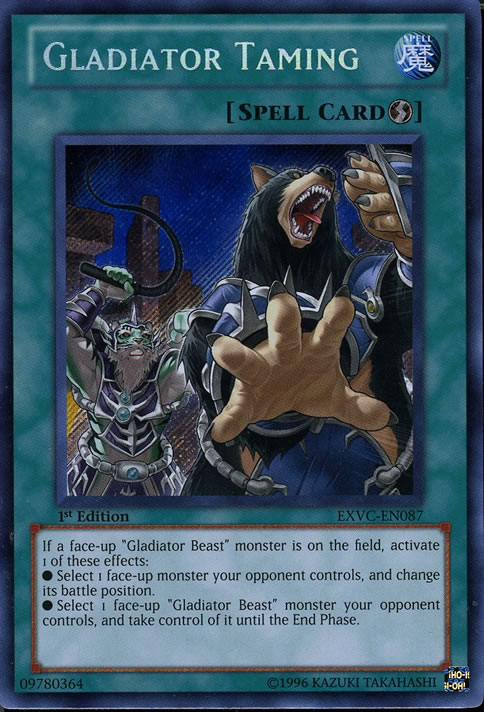 GLADIATOR TAMING
SPELL
魔
[SPELL CARD]
1st Edition
EXVC-EN087
If a face-up "Gladiator Beast" monster is on the field, activate
1 of these effects:
● Select 1 face-up monster your opponent controls, and change
its battle position.
● Select 1 face-up "Gladiator Beast" monster your opponent
controls, and take control of it until the End Phase.
09780364
©1996 KAZUKI TAKAHASHI